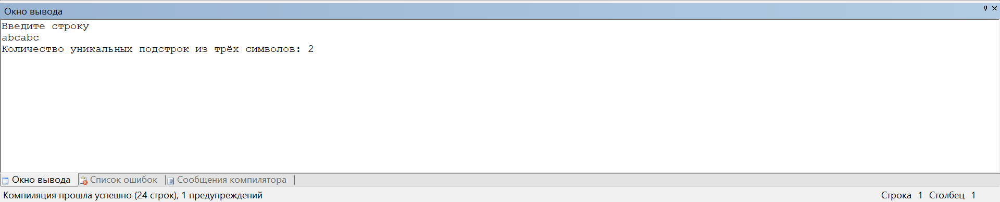 Окно вывода
Введите строку
abcabc
Количество уникальных подстрок из трёх символов: 2
Окно вывода Список ошибок Сообщения компилятора
Компиляция прошла успешно (24 строк), 1 предупреждений Строка 1 Столбец 1